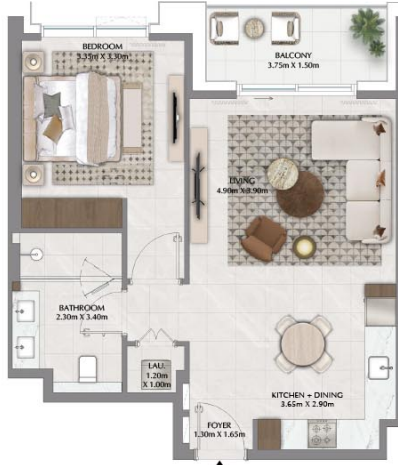 BEDROOM
3.35m X 3.30m
BALCONY
3.75m X 1.50m
LIVING
4.90m X 3.90m
BATHROOM
2.30m X 3.40m
LAU.
1.20m
X 1.00m
KITCHEN + DINING
3.65m X 2.90m
FOYER
1.30m X 1.65m